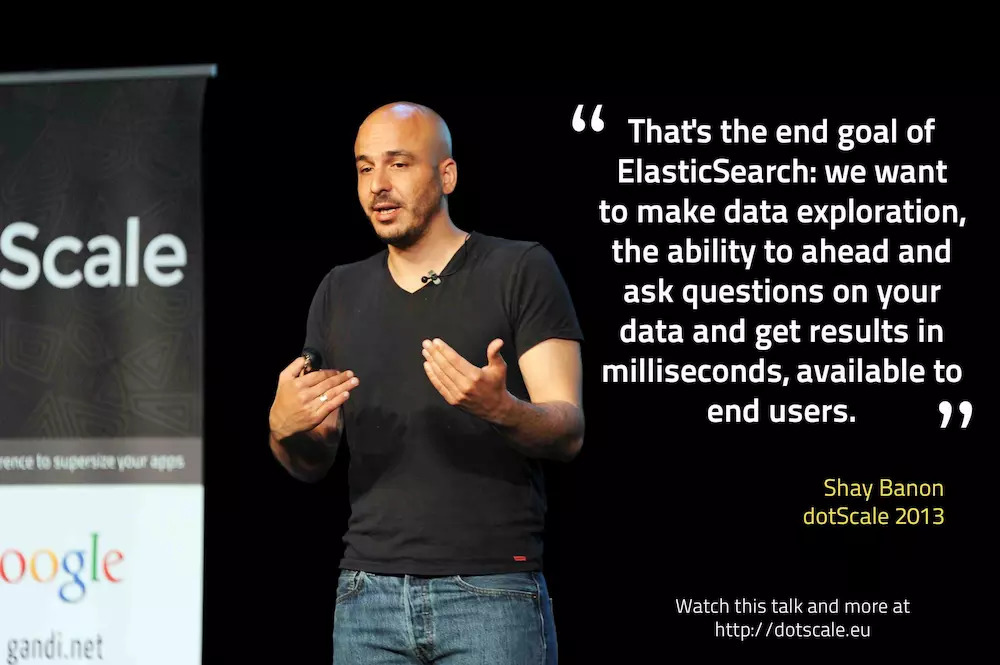 Scale
rence to supersize your apps
oogle
gandi.net
“ That's the end goal of
ElasticSearch: we want
to make data exploration,
the ability to ahead and
ask questions on your
data and get results in
milliseconds, available to
end users. ”
Shay Banon
dotScale 2013
Watch this talk and more at
http://dotscale.eu